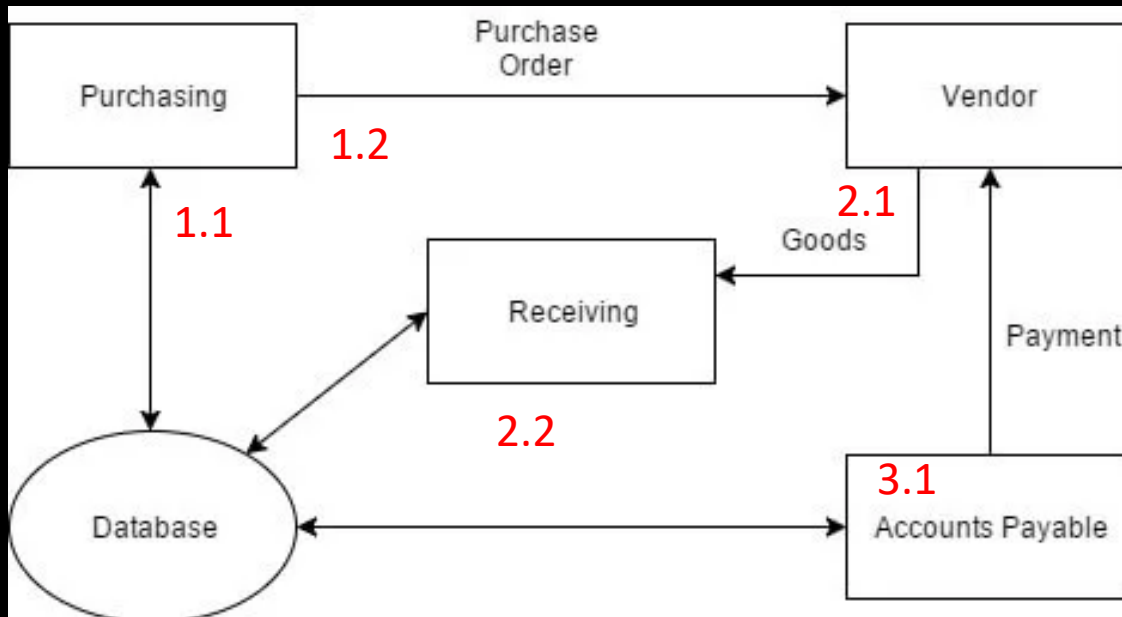 Purchase
Order
Purchasing
Vendor
1.2
2.1
1.1
Goods
Receiving
Payment
2.2
3.1
Database
Accounts Payable